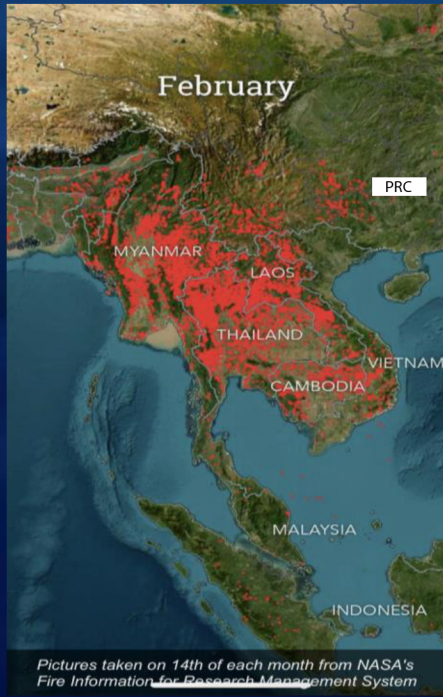 February
PRC
MYANMAR
LAOS
THAILAND
VIETNAM
CAMBODIA
MALAYSIA
INDONESIA
Pictures taken on 14th of each month from NASA's
Fire Information for Research Management System